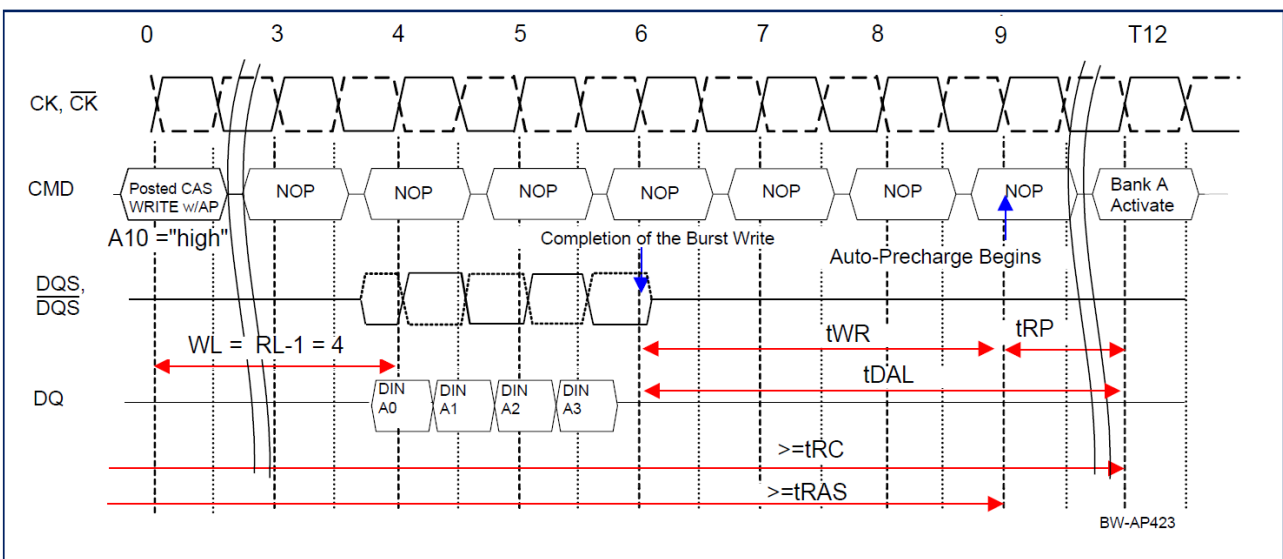 0 3 4 5 6 7 8 9 T12
CK, CK
CMD
Posted CAS
WRITE w/AP
NOP NOP NOP NOP NOP NOP NOP
Bank A
Activate
A10 ="high"
Completion of the Burst Write
Auto-Precharge Begins
DQS,
DQS
WL = RL-1 = 4
tWR
tRP
tDAL
DQ
DIN
A0
DIN
A1
DIN
A2
DIN
A3
>=tRC
>=tRAS
BW-AP423